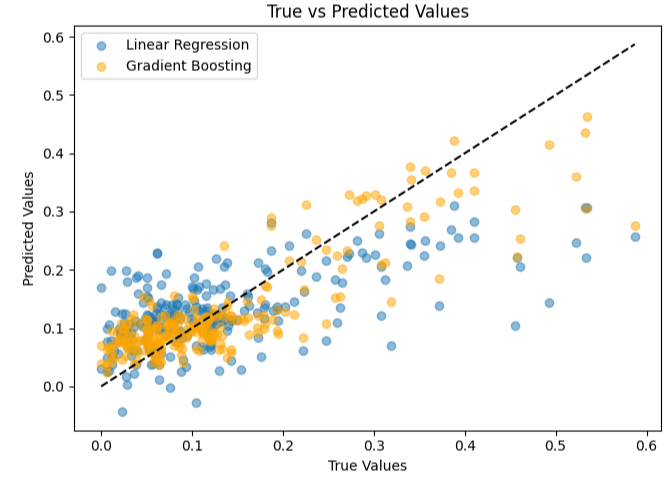 True vs Predicted Values
Linear Regression
Gradient Boosting
0.6
0.5
0.4
0.3
0.2
0.1
0.0
Predicted Values
0.0 0.1 0.2 0.3 0.4 0.5 0.6
True Values